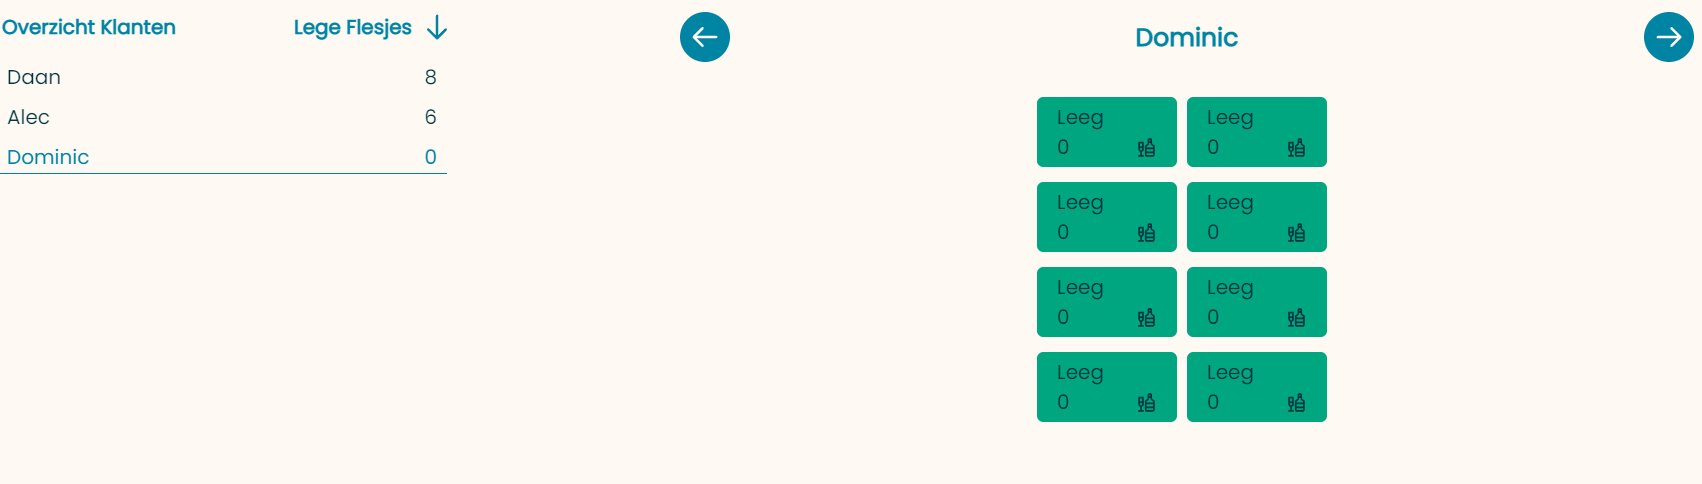 Overzicht Klanten Lege Flesjes
Daan 8
Alec 6
Dominic 0
Dominic
Leeg Leeg
0 0
Leeg Leeg
0 0
Leeg Leeg
0 0
Leeg Leeg
0 0